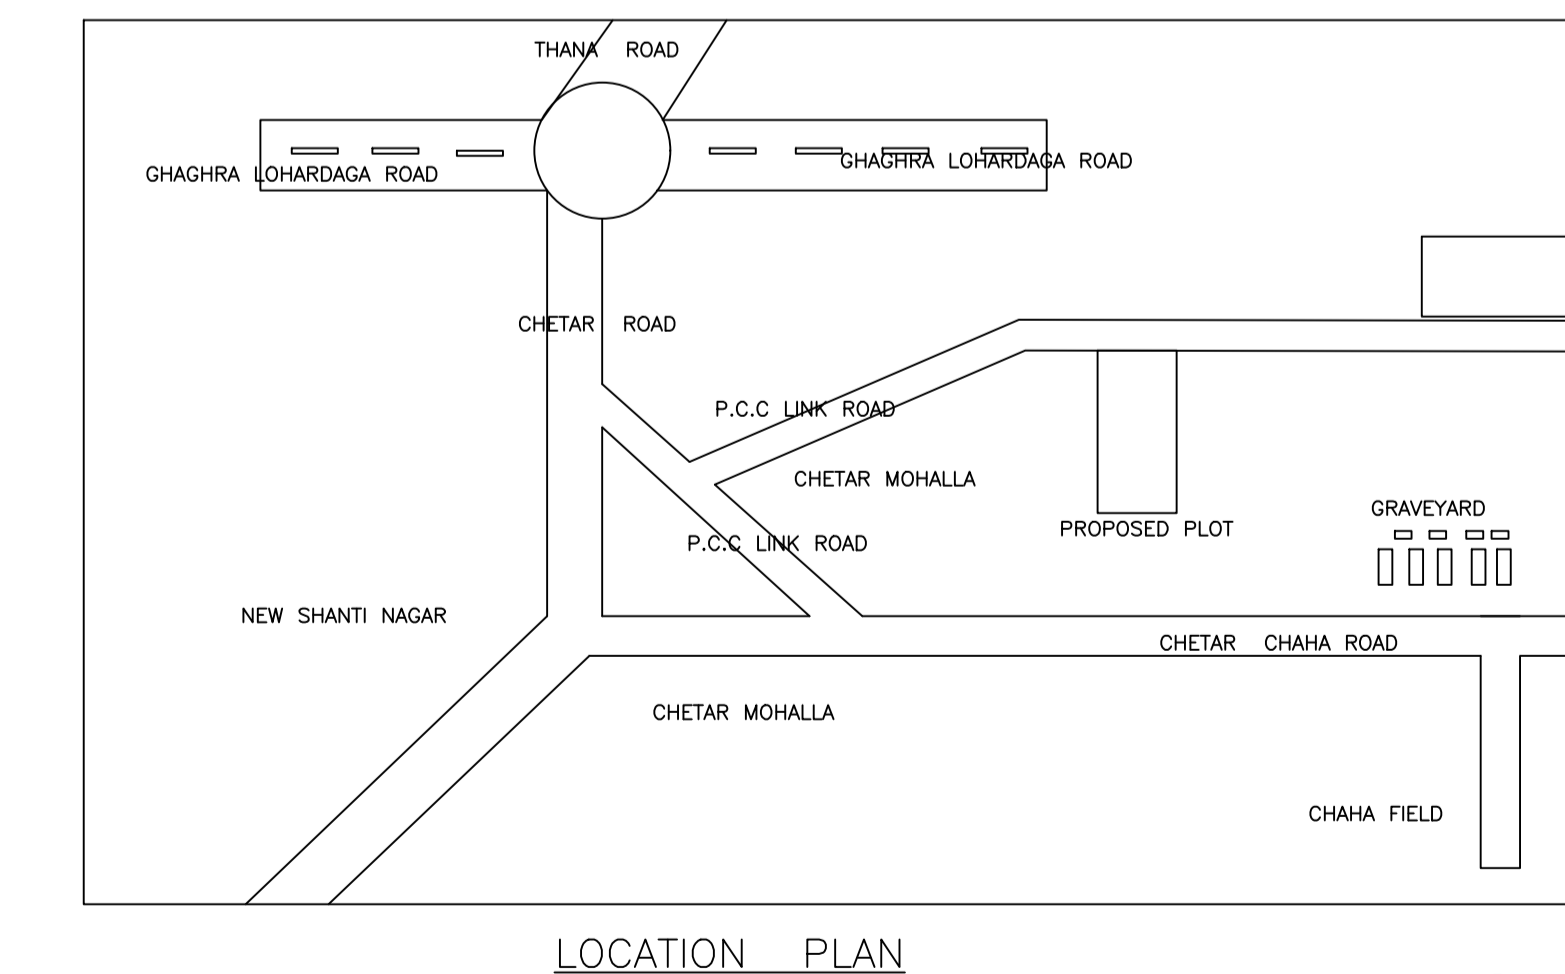 THANA ROAD
GHAGHRA LOHARDAGA ROAD
GHAGHRA LOHARDAGA ROAD
CHETAR ROAD
P.C.C LINK ROAD
CHETAR MOHALLA
GRAVEYARD
PROPOSED PLOT
P.C.C LINK ROAD
NEW SHANTI NAGAR
CHETAR CHAHA ROAD
CHETAR MOHALLA
CHAHA FIELD
LOCATION PLAN